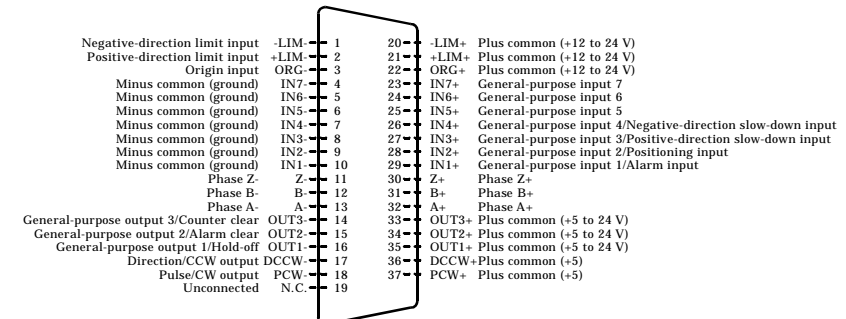 Negative-direction limit input -LIM- 1 20 -LIM+ Plus common (+12 to 24 V)
Positive-direction limit input +LIM- 2 21 +LIM+ Plus common (+12 to 24 V)
Origin input ORG- 3 22 ORG+ Plus common (+12 to 24 V)
Minus common (ground) IN7- 4 23 IN7+ General-purpose input 7
Minus common (ground) IN6- 5 24 IN6+ General-purpose input 6
Minus common (ground) IN5- 6 25 IN5+ General-purpose input 5
Minus common (ground) IN4- 7 26 IN4+ General-purpose input 4/Negative-direction slow-down input
Minus common (ground) IN3- 8 27 IN3+ General-purpose input 3/Positive-direction slow-down input
Minus common (ground) IN2- 9 28 IN2+ General-purpose input 2/Positioning input
Minus common (ground) IN1- 10 29 IN1+ General-purpose input 1/Alarm input
Phase Z- Z- 11 30 Z+ Phase Z+
Phase B- B- 12 31 B+ Phase B+
Phase A- A- 13 32 A+ Phase A+
General-purpose output 3/Counter clear OUT3- 14 33 OUT3+ Plus common (+5 to 24 V)
General-purpose output 2/Alarm clear OUT2- 15 34 OUT2+ Plus common (+5 to 24 V)
General-purpose output 1/Hold-off OUT1- 16 35 OUT1+ Plus common (+5 to 24 V)
Direction/CCW output DCCW- 17 36 DCCW+ Plus common (+5)
Pulse/CW output PCW- 18 37 PCW+ Plus common (+5)
Unconnected N.C. 19